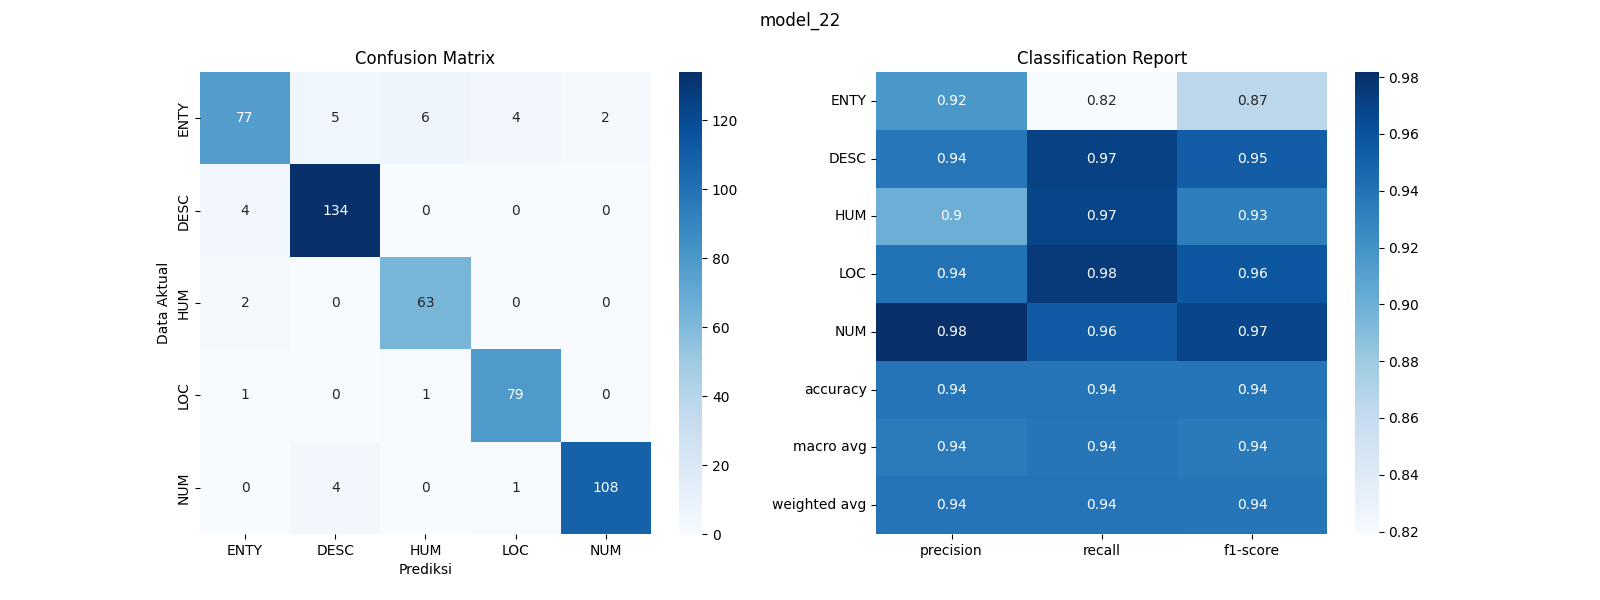 model_22
Confusion Matrix
Data Aktual
ENTY 77 5 6 4 2
DESC 4 134 0 0 0
HUM 2 0 63 0 0
LOC 1 0 1 79 0
NUM 0 4 0 1 108
ENTY DESC HUM LOC NUM
Prediksi
120
100
80
60
40
20
0
Classification Report
ENTY 0.92 0.82 0.87
DESC 0.94 0.97 0.95
HUM 0.9 0.97 0.93
LOC 0.94 0.98 0.96
NUM 0.98 0.96 0.97
accuracy 0.94 0.94 0.94
macro avg 0.94 0.94 0.94
weighted avg 0.94 0.94 0.94
precision recall f1-score
0.98
0.96
0.94
0.92
0.90
0.88
0.86
0.84
0.82